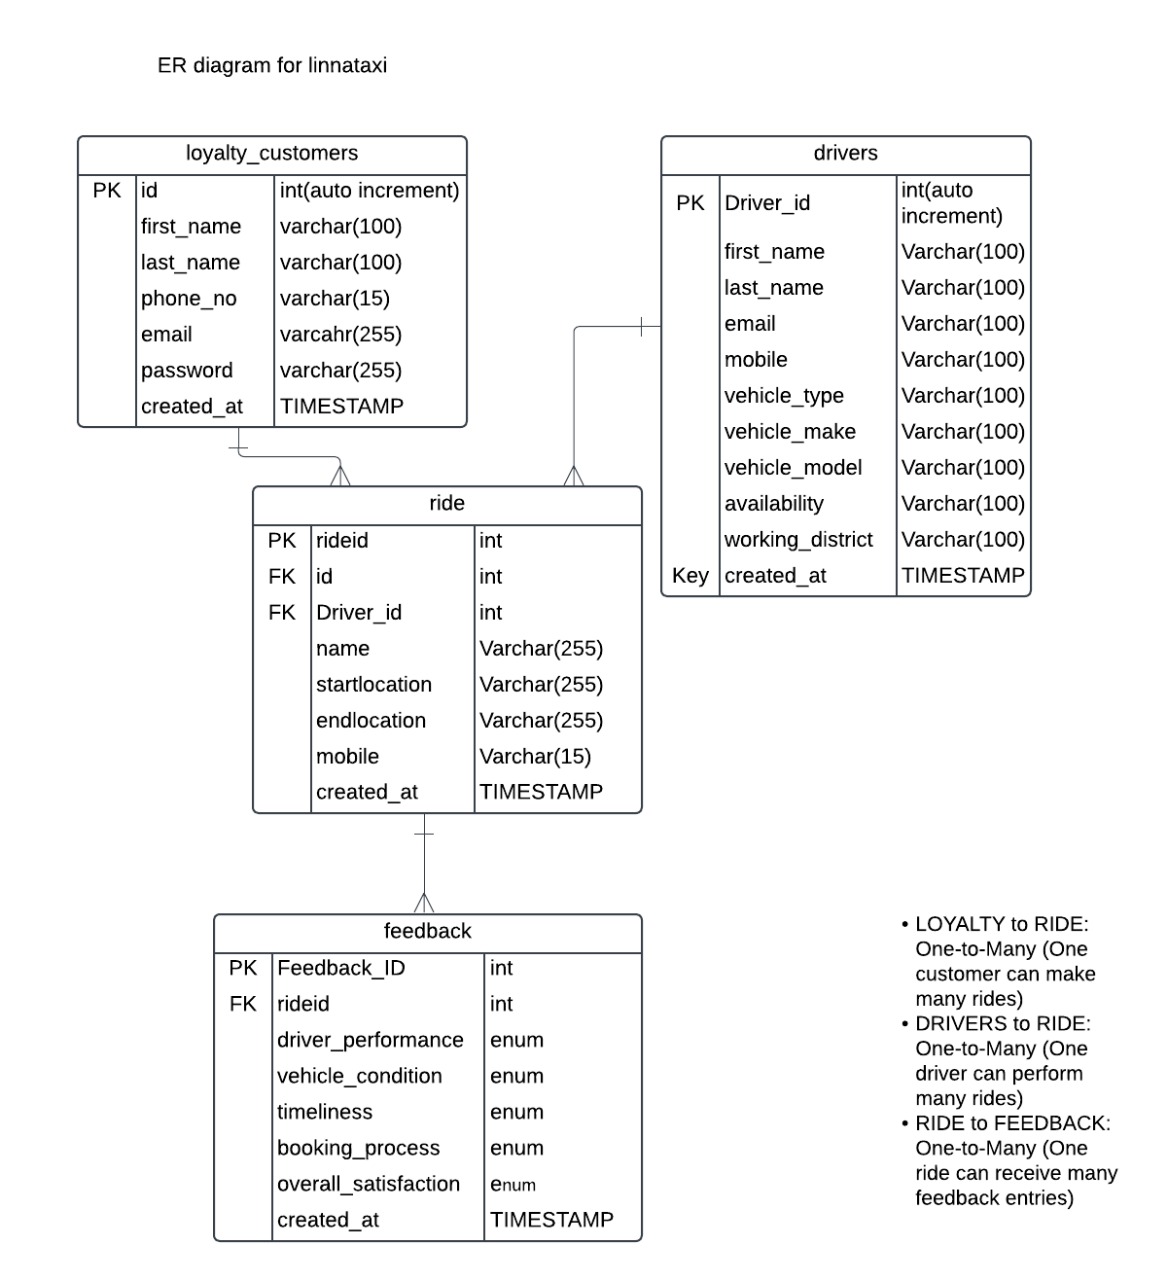 ER diagram for linnataxi
loyalty_customers
PK id int(auto increment)
first_name varchar(100)
last_name varchar(100)
phone_no varchar(15)
email varcahr(255)
password varchar(255)
created_at TIMESTAMP
drivers
PK Driver_id int(auto
increment)
first_name Varchar(100)
last_name Varchar(100)
email Varchar(100)
mobile Varchar(100)
vehicle_type Varchar(100)
vehicle_make Varchar(100)
vehicle_model Varchar(100)
availability Varchar(100)
working_district Varchar(100)
Key created_at TIMESTAMP
ride
PK rideid int
FK id int
FK Driver_id int
name Varchar(255)
startlocation Varchar(255)
endlocation Varchar(255)
mobile Varchar(15)
created_at TIMESTAMP
feedback
PK Feedback_ID int
FK rideid int
driver_performance enum
vehicle_condition enum
timeliness enum
booking_process enum
overall_satisfaction enum
created_at TIMESTAMP
• LOYALTY to RIDE:
One-to-Many (One
customer can make
many rides)
• DRIVERS to RIDE:
One-to-Many (One
driver can perform
many rides)
• RIDE to FEEDBACK:
One-to-Many (One
ride can receive many
feedback entries)